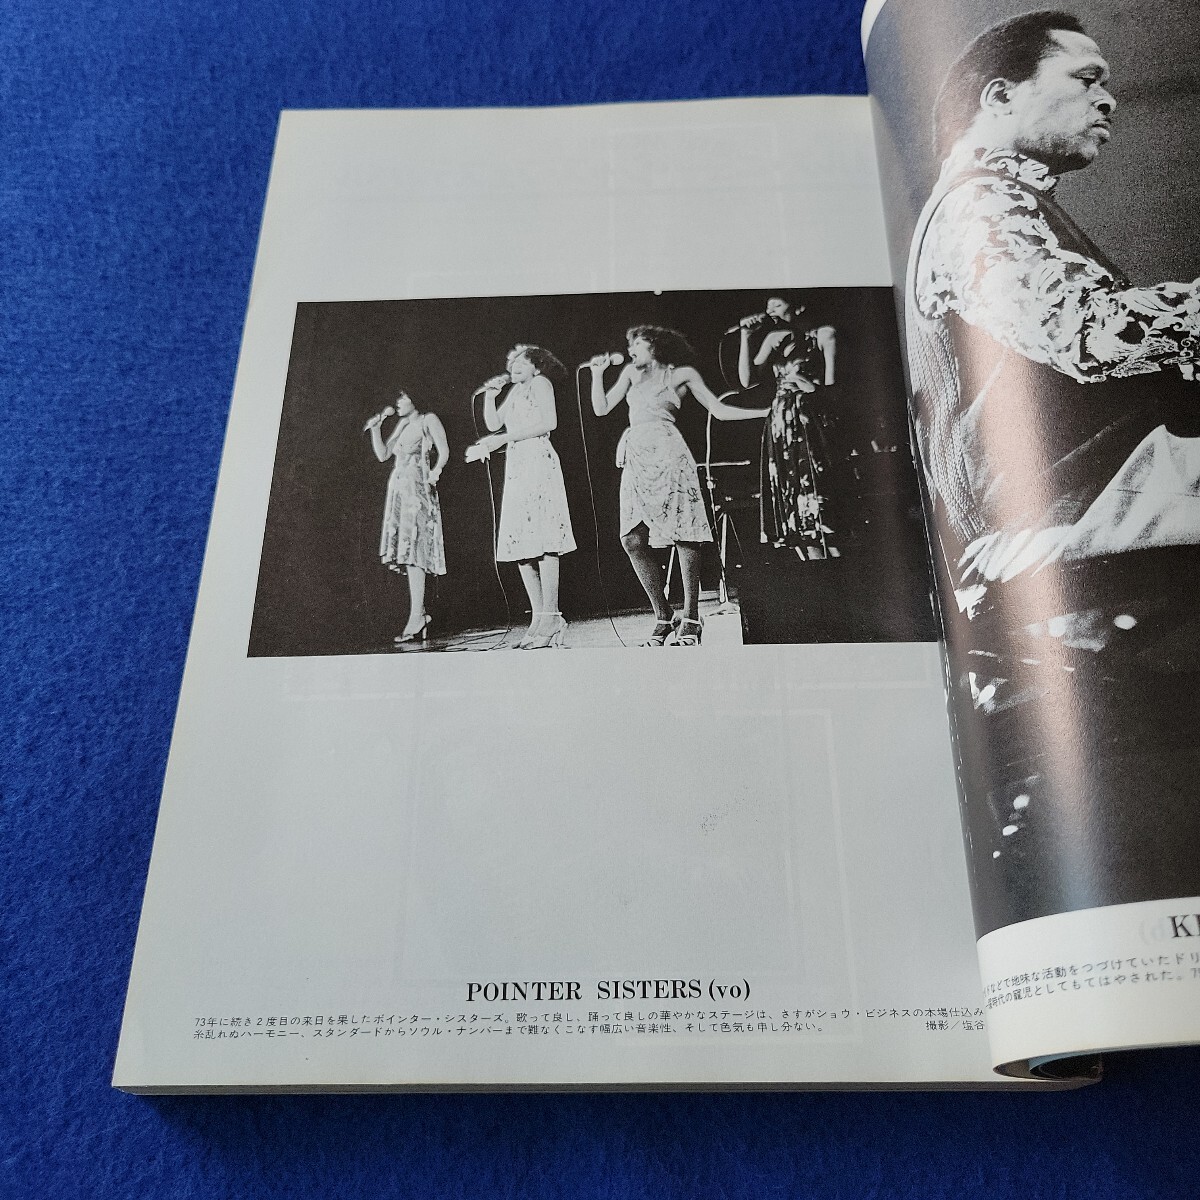 POINTER SISTERS (vo)
73年に続き2度目の来日を果したポインター・シスターズ。歌って良し、踊って良しの華やかなステージは、さすがショウ・ビジネスの本場仕込み
糸乱れぬハーモニー、スタンダードからソウル・ナンバーまで難なくこなす幅広い音楽性、そして色気も申し分ない。 撮影/塩谷
などで地味な活動をつづけていたドリ
時代の寵児としてもてはやされた。